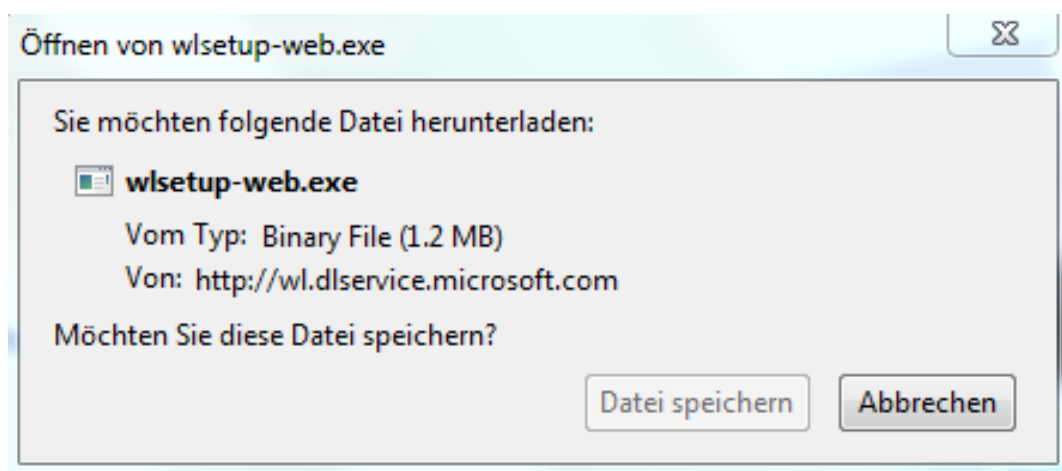 Öffnen von wlsetup-web.exe
Sie möchten folgende Datei herunterladen:
wlsetup-web.exe
Vom Typ: Binary File (1.2 MB)
Von: http://wl.dlservice.microsoft.com
Möchten Sie diese Datei speichern?
Datei speichern Abbrechen